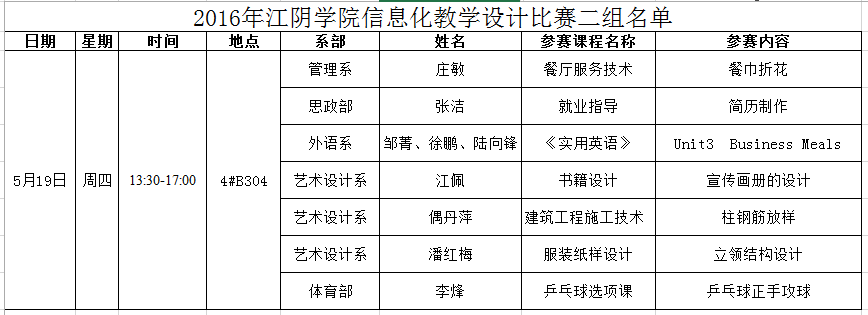 2016年江阴学院信息化教学设计比赛二组名单
日期 星期 时间 地点 系部 姓名 参赛课程名称 参赛内容
5月19日 周四 13:30-17:00 4#B304
管理系 庄敏 餐厅服务技术 餐巾折花
思政部 张洁 就业指导 简历制作
外语系 邹菁、徐鹏、陆向锋 《实用英语》 Unit3 Business Meals
艺术设计系 江佩 书籍设计 宣传画册的设计
艺术设计系 偶丹萍 建筑工程施工技术 柱钢筋放样
艺术设计系 潘红梅 服装纸样设计 立领结构设计
体育部 李烽 乒乓球选项课 乒乓球正手攻球